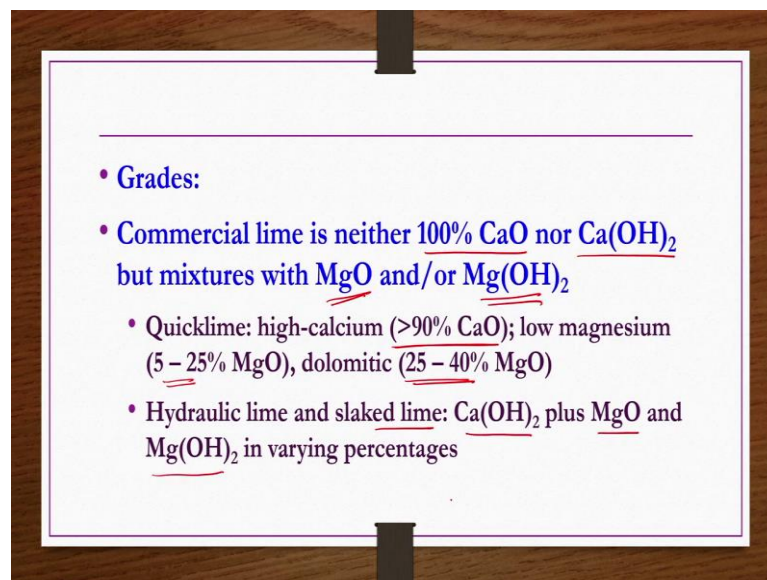 • Grades:
• Commercial lime is neither 100% CaO nor Ca(OH)₂
but mixtures with MgO and/or Mg(OH)₂
• Quicklime: high-calcium (>90% CaO); low magnesium
(5 – 25% MgO), dolomitic (25 – 40% MgO)
• Hydraulic lime and slaked lime: Ca(OH)₂ plus MgO and
Mg(OH)₂ in varying percentages